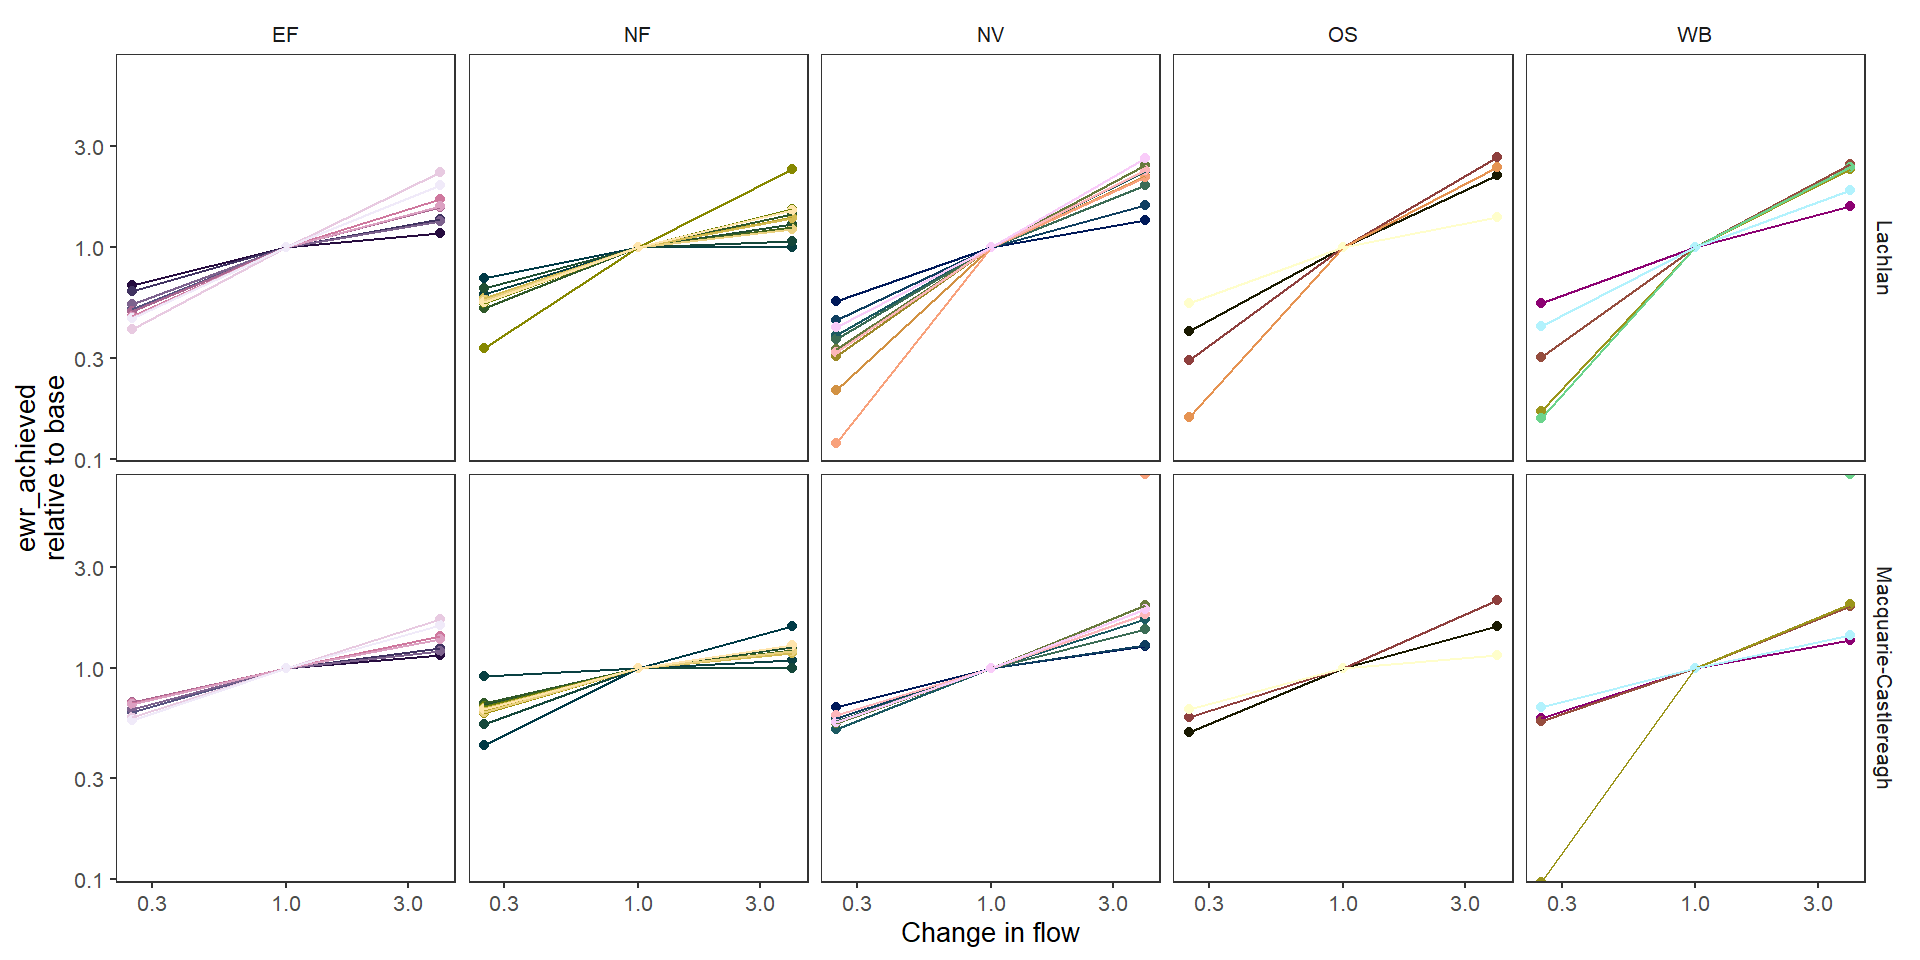 EF NF NV OS WB
3.0
1.0
0.3
0.1
Lachlan
ewr_achieved
relative to base
3.0
1.0
0.3
0.1
Macquarie-Castlereagh
0.3 1.0 3.0 0.3 1.0 3.0 0.3 1.0 3.0 0.3 1.0 3.0 0.3 1.0 3.0
Change in flow